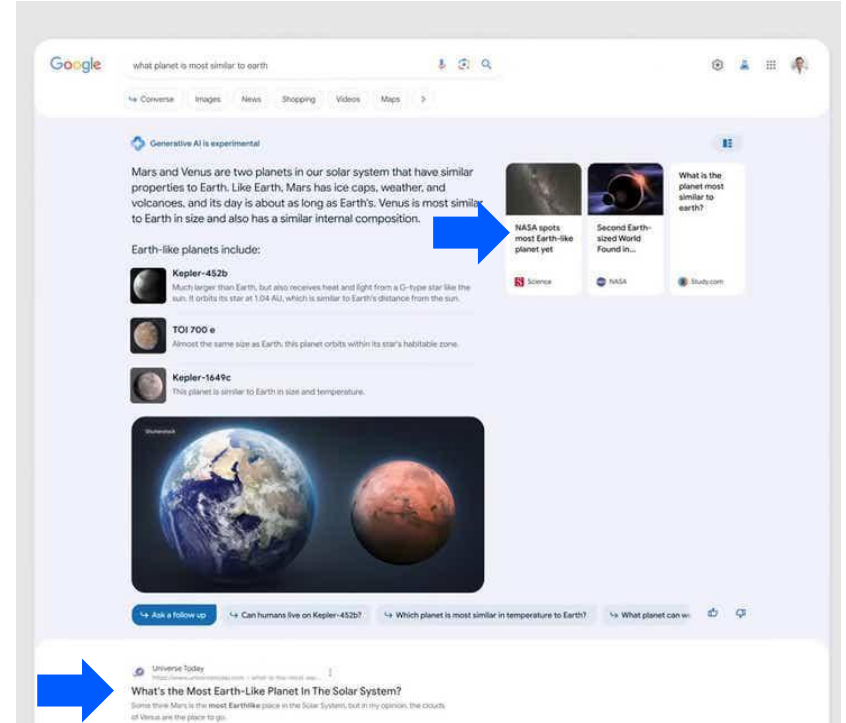 Google
what planet is most similar to earth
Converse Images News Shopping Videos Maps
Generative AI is experimental
Mars and Venus are two planets in our solar system that have similar
properties to Earth. Like Earth, Mars has ice caps, weather, and
volcanoes, and its day is about as long as Earth's. Venus is most similar
to Earth in size and also has a similar internal composition.
Earth-like planets include:
Kepler-452b
Much larger than Earth, but also receives heat and light from a G-type star like the
sun. It orbits its star at 1.04 AU, which is similar to Earth's distance from the sun.
TOI 700 e
Almost the same size as Earth, this planet orbits within its star's habitable zone.
Kepler-1649c
This planet is similar to Earth in size and temperature.
Shutterstock
NASA spots
most Earth-like
planet yet
S Science
Second Earth-
sized World
Found in...
NASA
What is the
planet most
similar to
earth?
Study.com
Ask a follow up
Can humans live on Kepler-452b?
Which planet is most similar in temperature to Earth?
What planet can w
Universe Today
What's the Most Earth-Like Planet In The Solar System?
Some think Mars is the most Earthlike place in the Solar System, but in my opinion, the clouds
of Venus are the place to go.